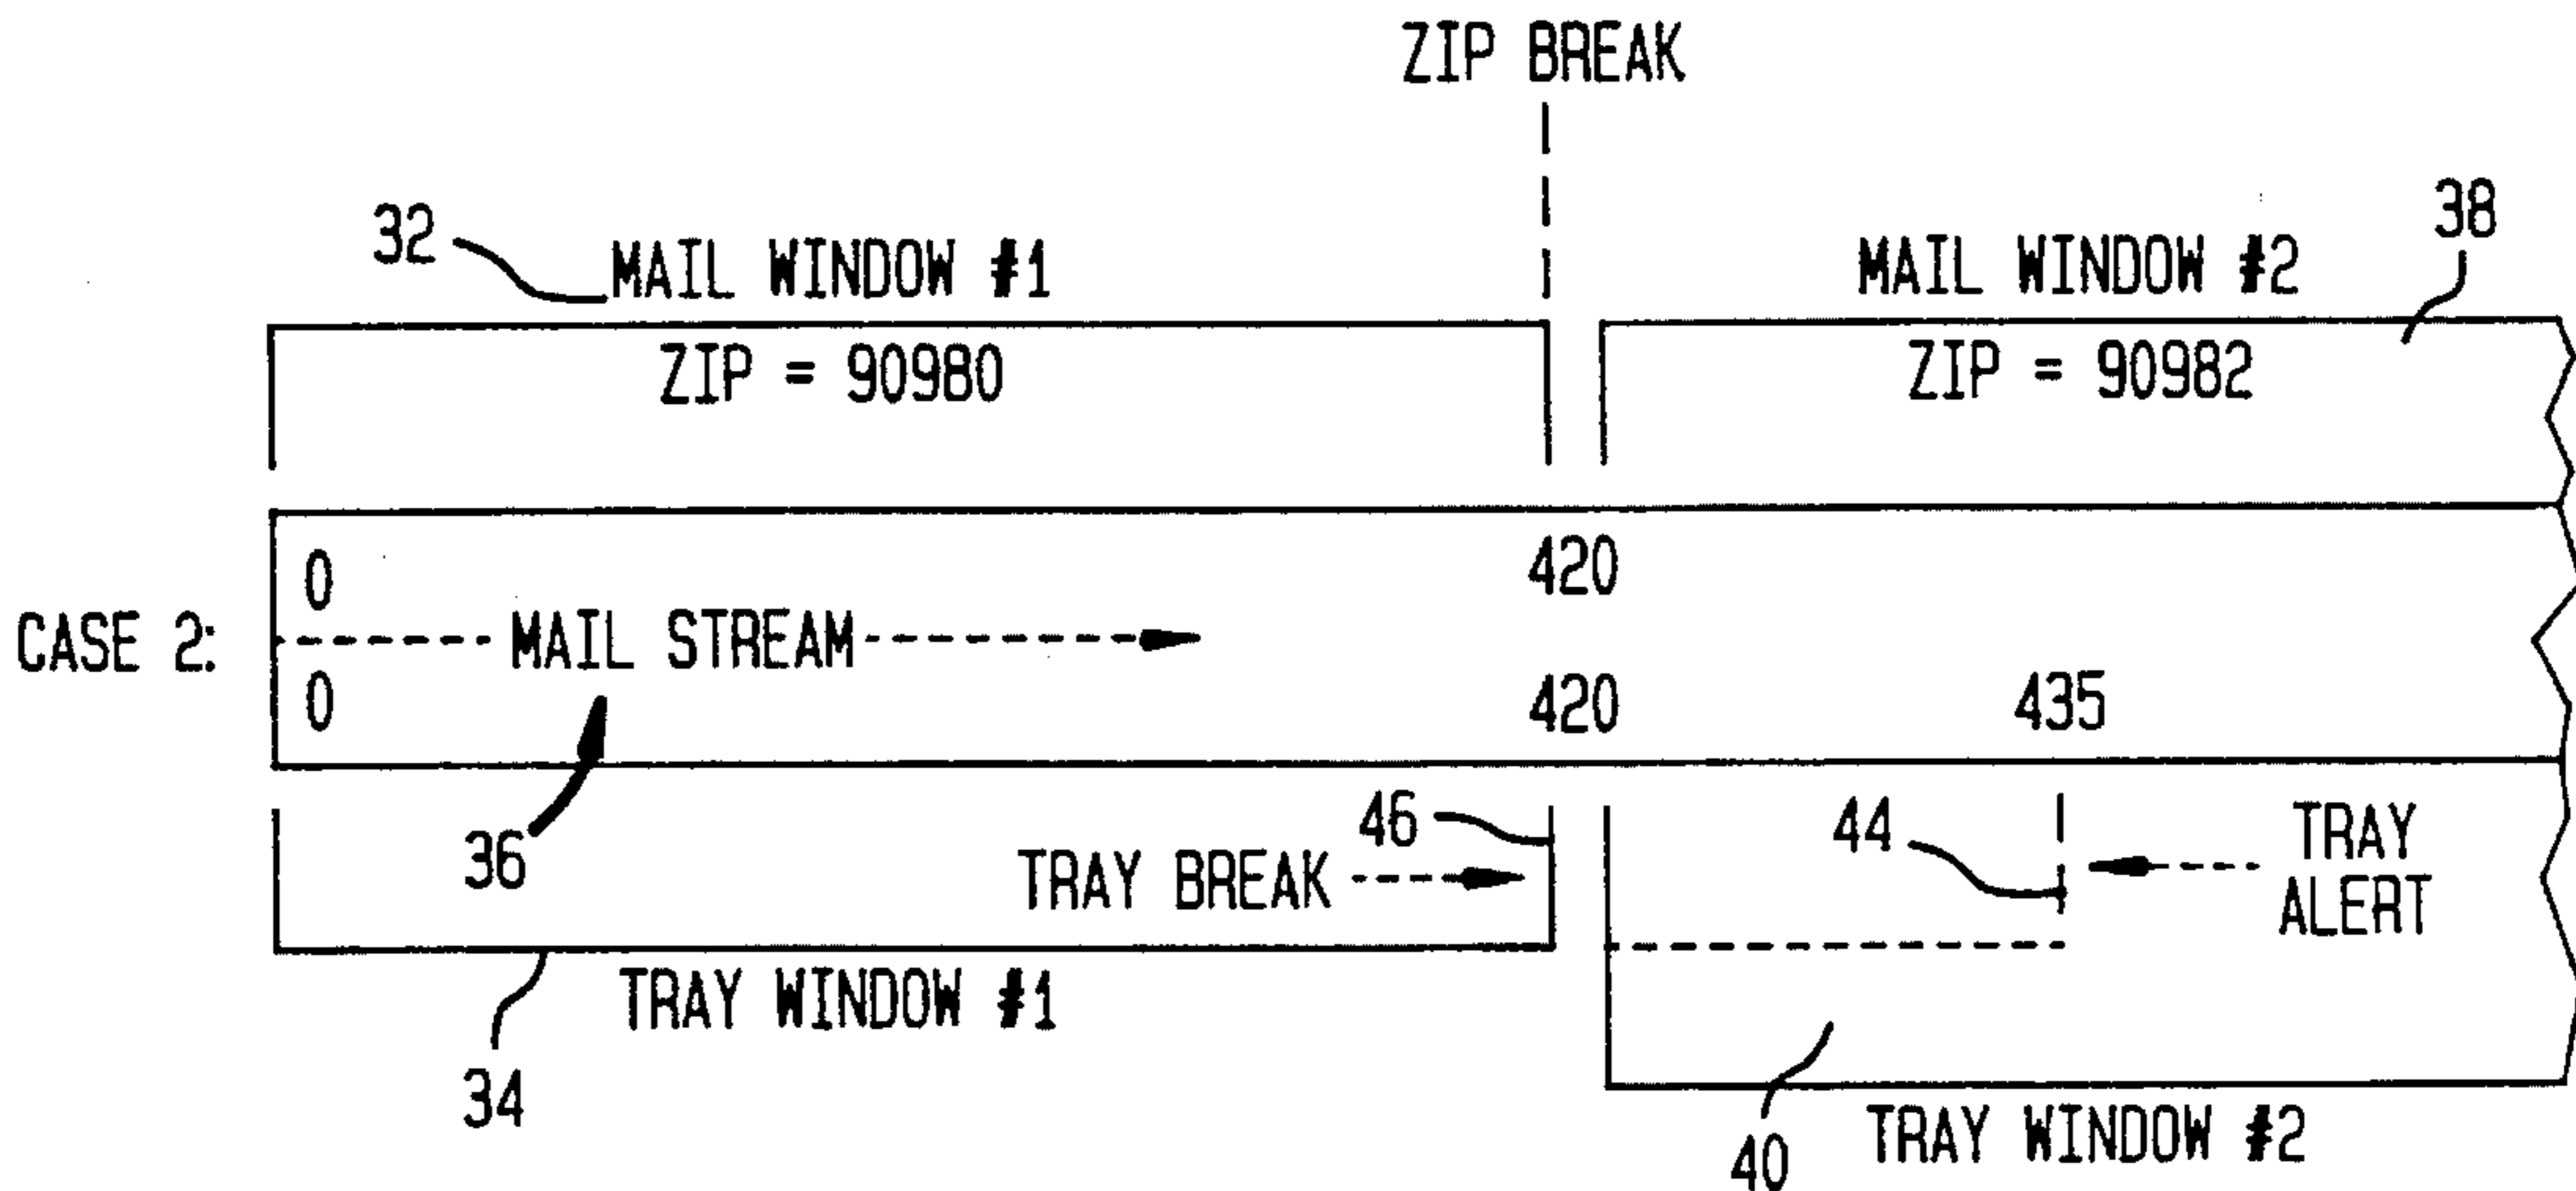 ZIP BREAK
32 MAIL WINDOW #1
MAIL WINDOW #2 38
ZIP = 90980
ZIP = 90982
0 420
CASE 2: MAIL STREAM
0 420 435
36
TRAY BREAK 46
44 TRAY
ALERT
TRAY WINDOW #1
34
40 TRAY WINDOW #2